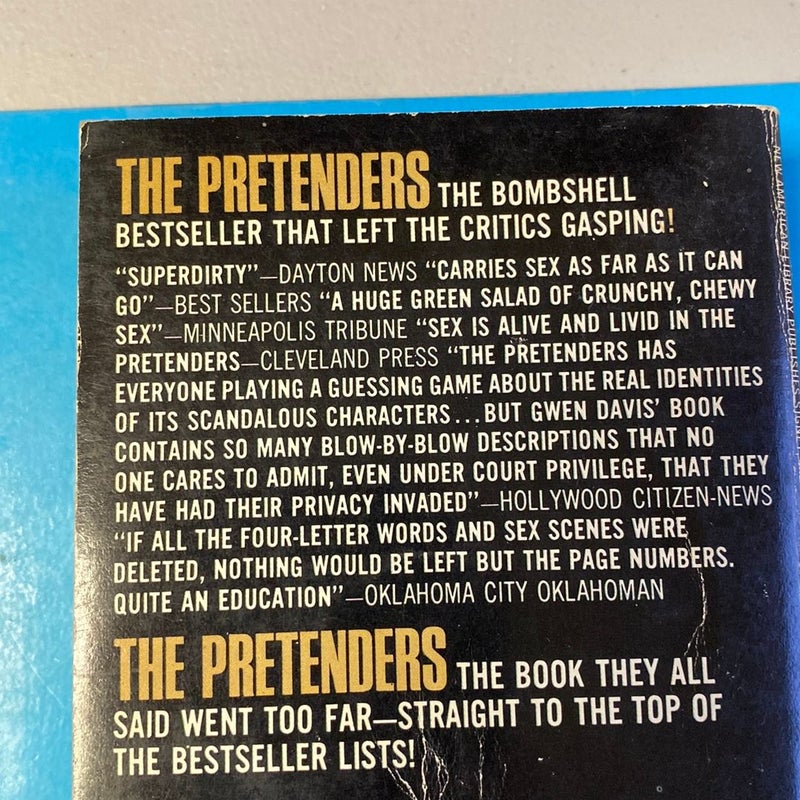 THE PRETENDERS THE BOMBSHELL
BESTSELLER THAT LEFT THE CRITICS GASPING!
“SUPERDIRTY”—DAYTON NEWS “CARRIES SEX AS FAR AS IT CAN
GO”—BEST SELLERS “A HUGE GREEN SALAD OF CRUNCHY, CHEWY
SEX”—MINNEAPOLIS TRIBUNE “SEX IS ALIVE AND LIVID IN THE
PRETENDERS—CLEVELAND PRESS “THE PRETENDERS HAS
EVERYONE PLAYING A GUESSING GAME ABOUT THE REAL IDENTITIES
OF ITS SCANDALOUS CHARACTERS...BUT GWEN DAVIS’ BOOK
CONTAINS SO MANY BLOW-BY-BLOW DESCRIPTIONS THAT NO
ONE CARES TO ADMIT, EVEN UNDER COURT PRIVILEGE, THAT THEY
HAVE HAD THEIR PRIVACY INVADED”—HOLLYWOOD CITIZEN-NEWS
“IF ALL THE FOUR-LETTER WORDS AND SEX SCENES WERE
DELETED, NOTHING WOULD BE LEFT BUT THE PAGE NUMBERS.
QUITE AN EDUCATION”—OKLAHOMA CITY OKLAHOMAN
THE PRETENDERS THE BOOK THEY ALL
SAID WENT TOO FAR—STRAIGHT TO THE TOP OF
THE BESTSELLER LISTS!
NEW AMERICAN LIBRARY PUBLISHES